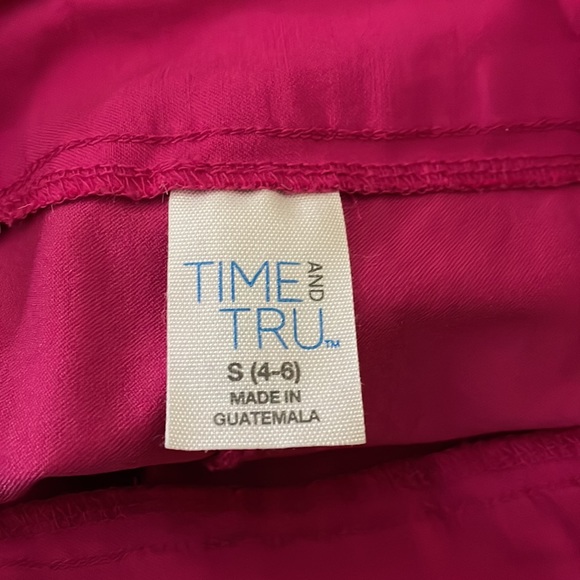 TIME AND
TRU™
S (4-6)
MADE IN
GUATEMALA